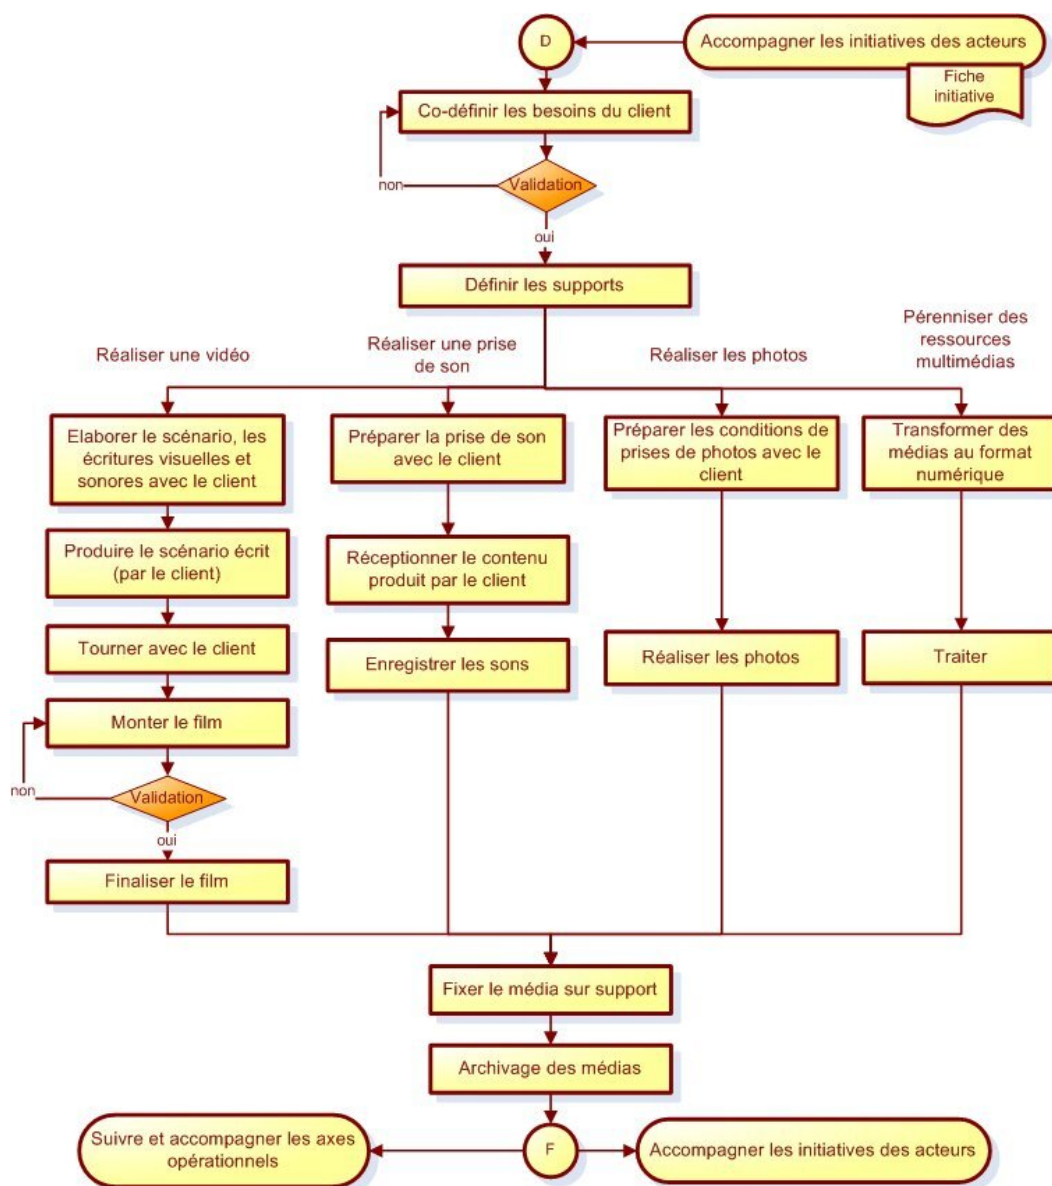 D
Accompagner les initiatives des acteurs
Fiche
initiative
Co-définir les besoins du client
Validation
non
oui
Définir les supports
Réaliser une vidéo
Réaliser une prise
de son
Réaliser les photos
Pérenniser des
ressources
multimédias
Elaborer le scénario, les
écritures visuelles et
sonores avec le client
Préparer la prise de son
avec le client
Préparer les conditions de
prises de photos avec le
client
Transformer des
médias au format
numérique
Produire le scénario écrit
(par le client)
Réceptionner le contenu
produit par le client
Tourner avec le client
Enregistrer les sons
Réaliser les photos
Traiter
Monter le film
non
Validation
oui
Finaliser le film
Fixer le média sur support
Archivage des médias
Suivre et accompagner les axes
opérationnels
F
Accompagner les initiatives des acteurs